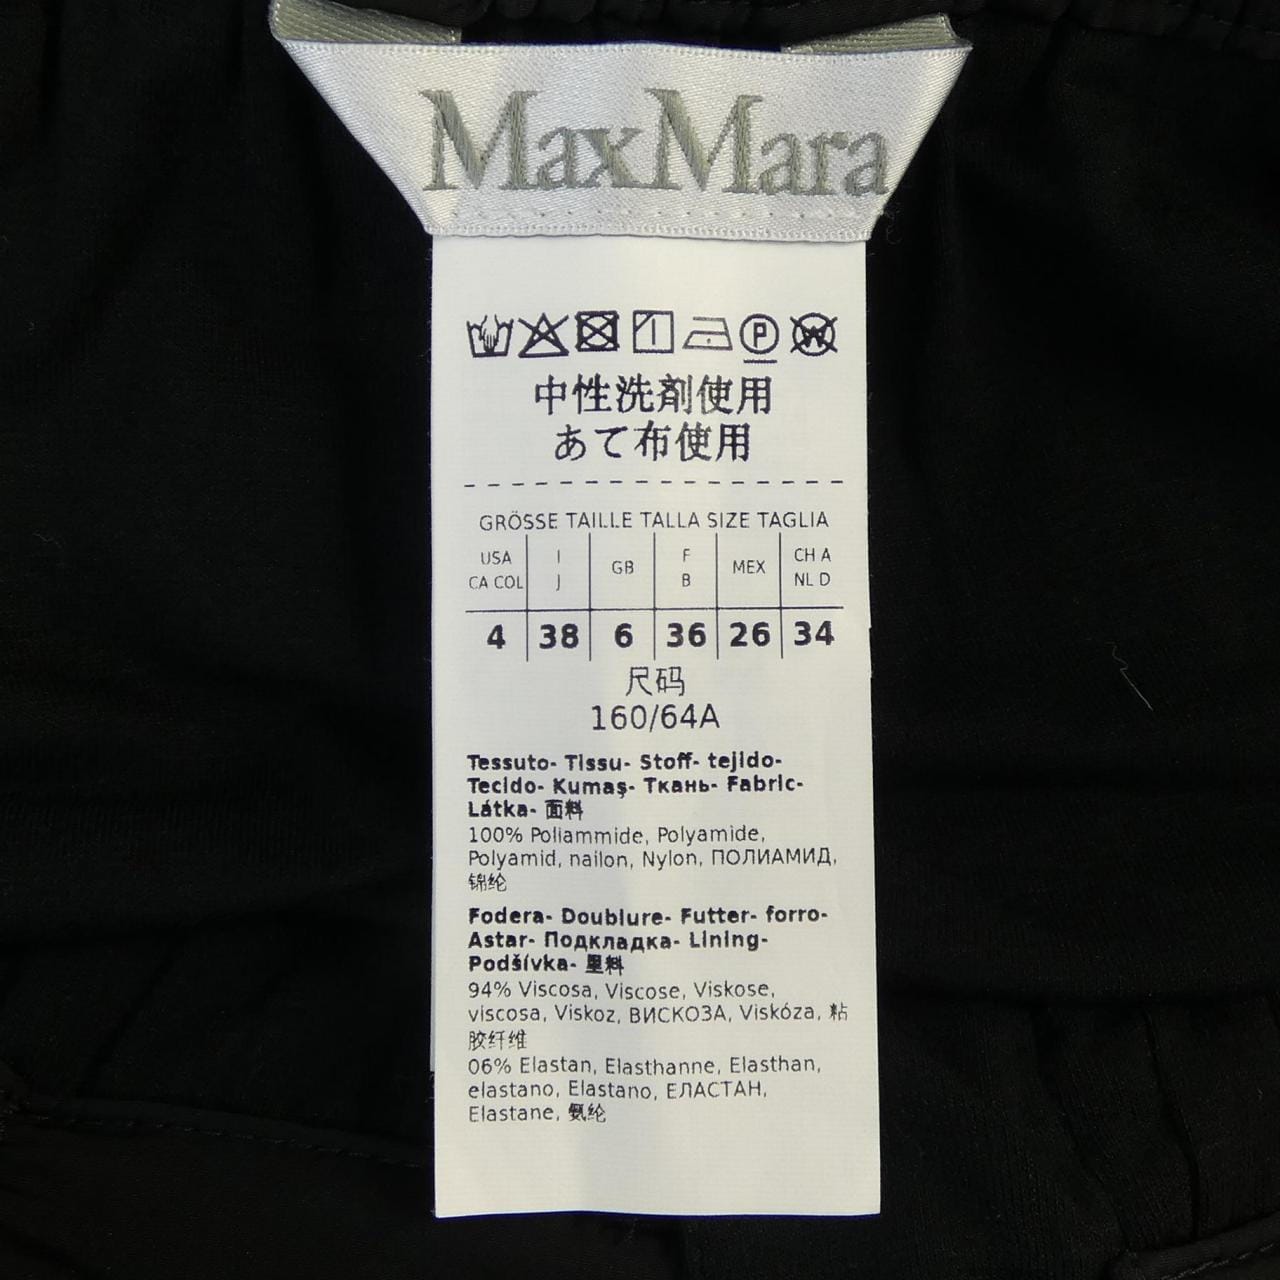 MaxMara
中性洗剤使用
あて布使用
GRÖSSE TAILLE TALLA SIZE TAGLIA
USA I GB F MEX CH A
CA COL J B NL D
4 38 6 36 26 34
尺码
160/64A
Tessuto- Tissu- Stoff- tejido-
Tecido- Kumaş- Ткань- Fabric-
Látka- 面料
100% Poliammide, Polyamide,
Polyamid, nailon, Nylon, ПОЛИАМИД,
锦纶
Fodera- Doublure- Futter- forro-
Astar- Подкладка- Lining-
Podšívka- 里料
94% Viscosa, Viscose, Viskose,
viscosa, Viskoz, ВИСКОЗА, Viskóza, 粘
胶纤维
06% Elastan, Elasthanne, Elasthan,
elastano, Elastano, ЕЛАСТАН,
Elastane, 氨纶